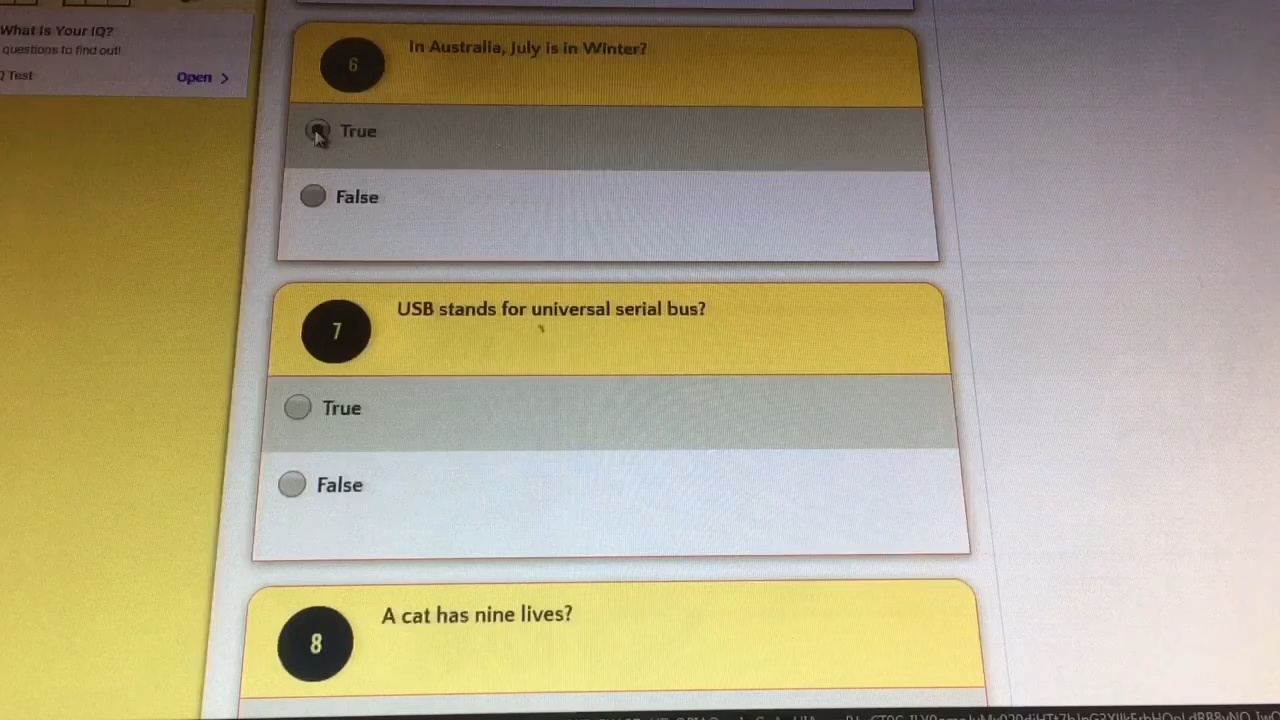 What Is Your IQ?
questions to find out!
Q Test
Open >
6
In Australia, July is in Winter?
True
False
7
USB stands for universal serial bus?
True
False
8
A cat has nine lives?